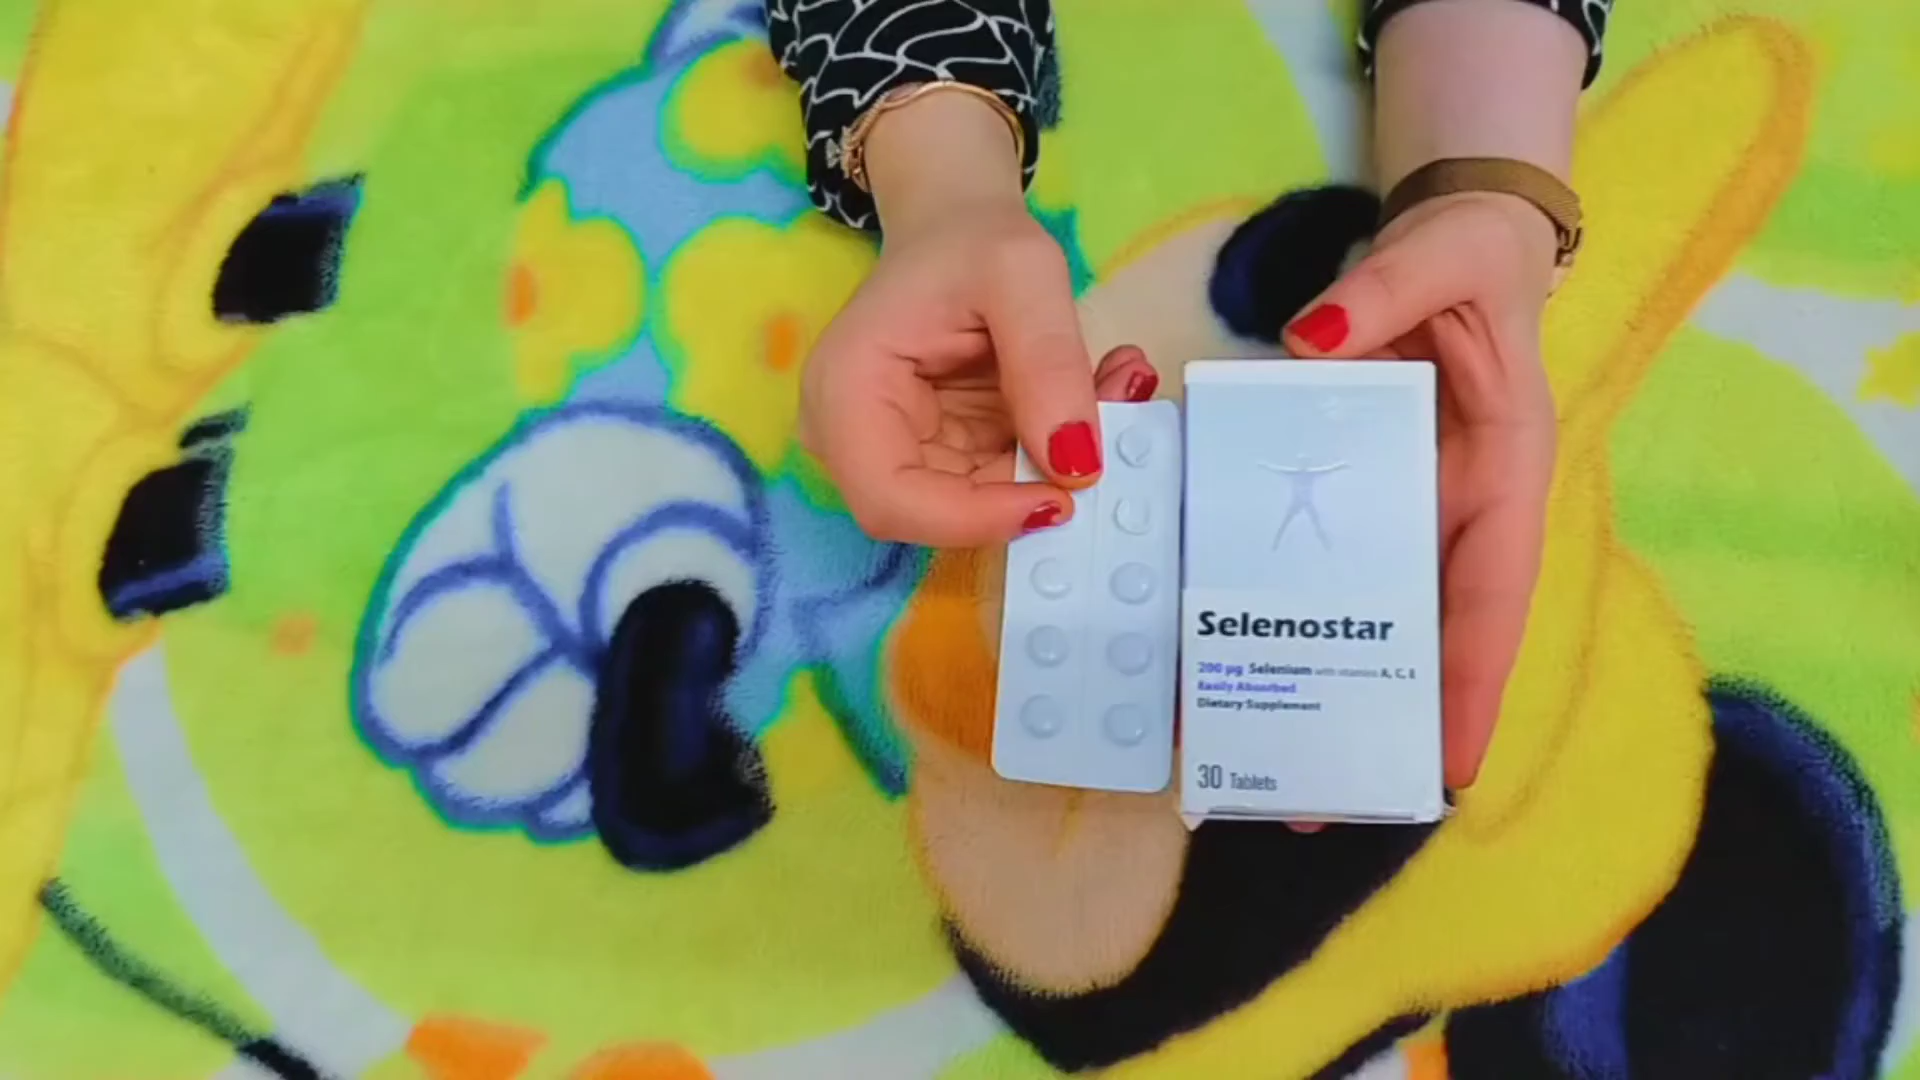 Selenostar
200 µg Selenium with vitamins A, C, E
Easily Absorbed
Dietary Supplement
30 Tablets